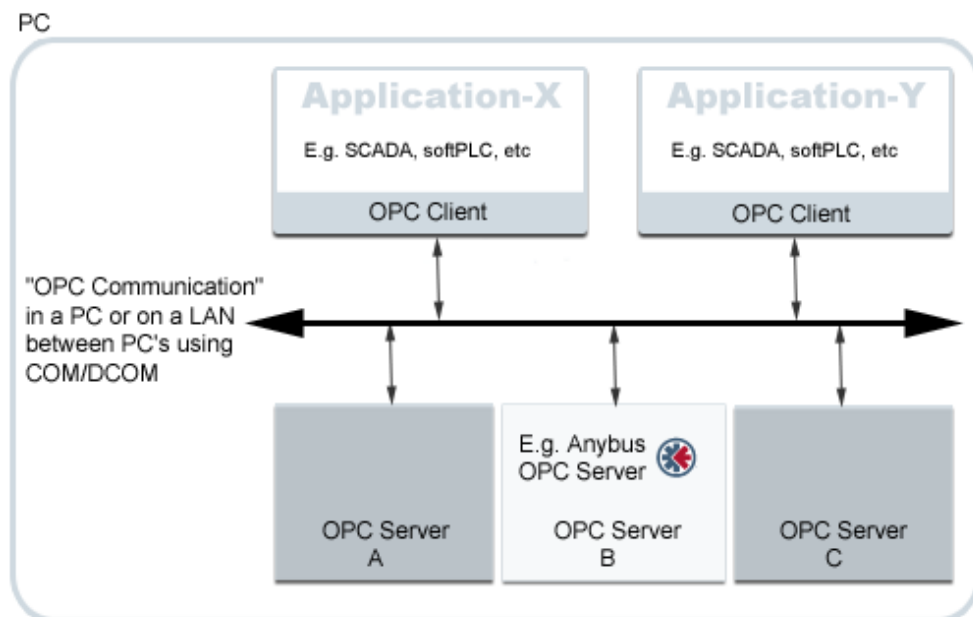 PC
Application-X
E.g. SCADA, softPLC, etc
OPC Client
Application-Y
E.g. SCADA, softPLC, etc
OPC Client
"OPC Communication"
in a PC or on a LAN
between PC's using
COM/DCOM
OPC Server
A
E.g. Anybus
OPC Server
OPC Server
B
OPC Server
C